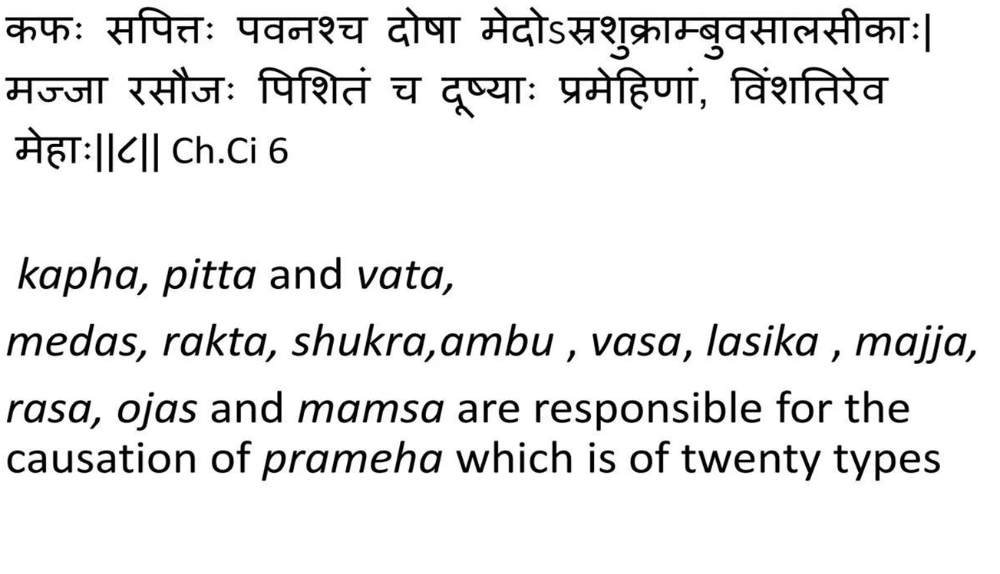 कफः सपित्तः पवनश्च दोषा मेदोऽस्रशुक्राम्बुवसालसीकाः|
मज्जा रसौजः पिशितं च दूष्याः प्रमेहिणां, विंशतिरेव
मेहाः||८|| Ch.Ci 6
kapha, pitta and vata,
medas, rakta, shukra,ambu , vasa, lasika , majja,
rasa, ojas and mamsa are responsible for the
causation of prameha which is of twenty types